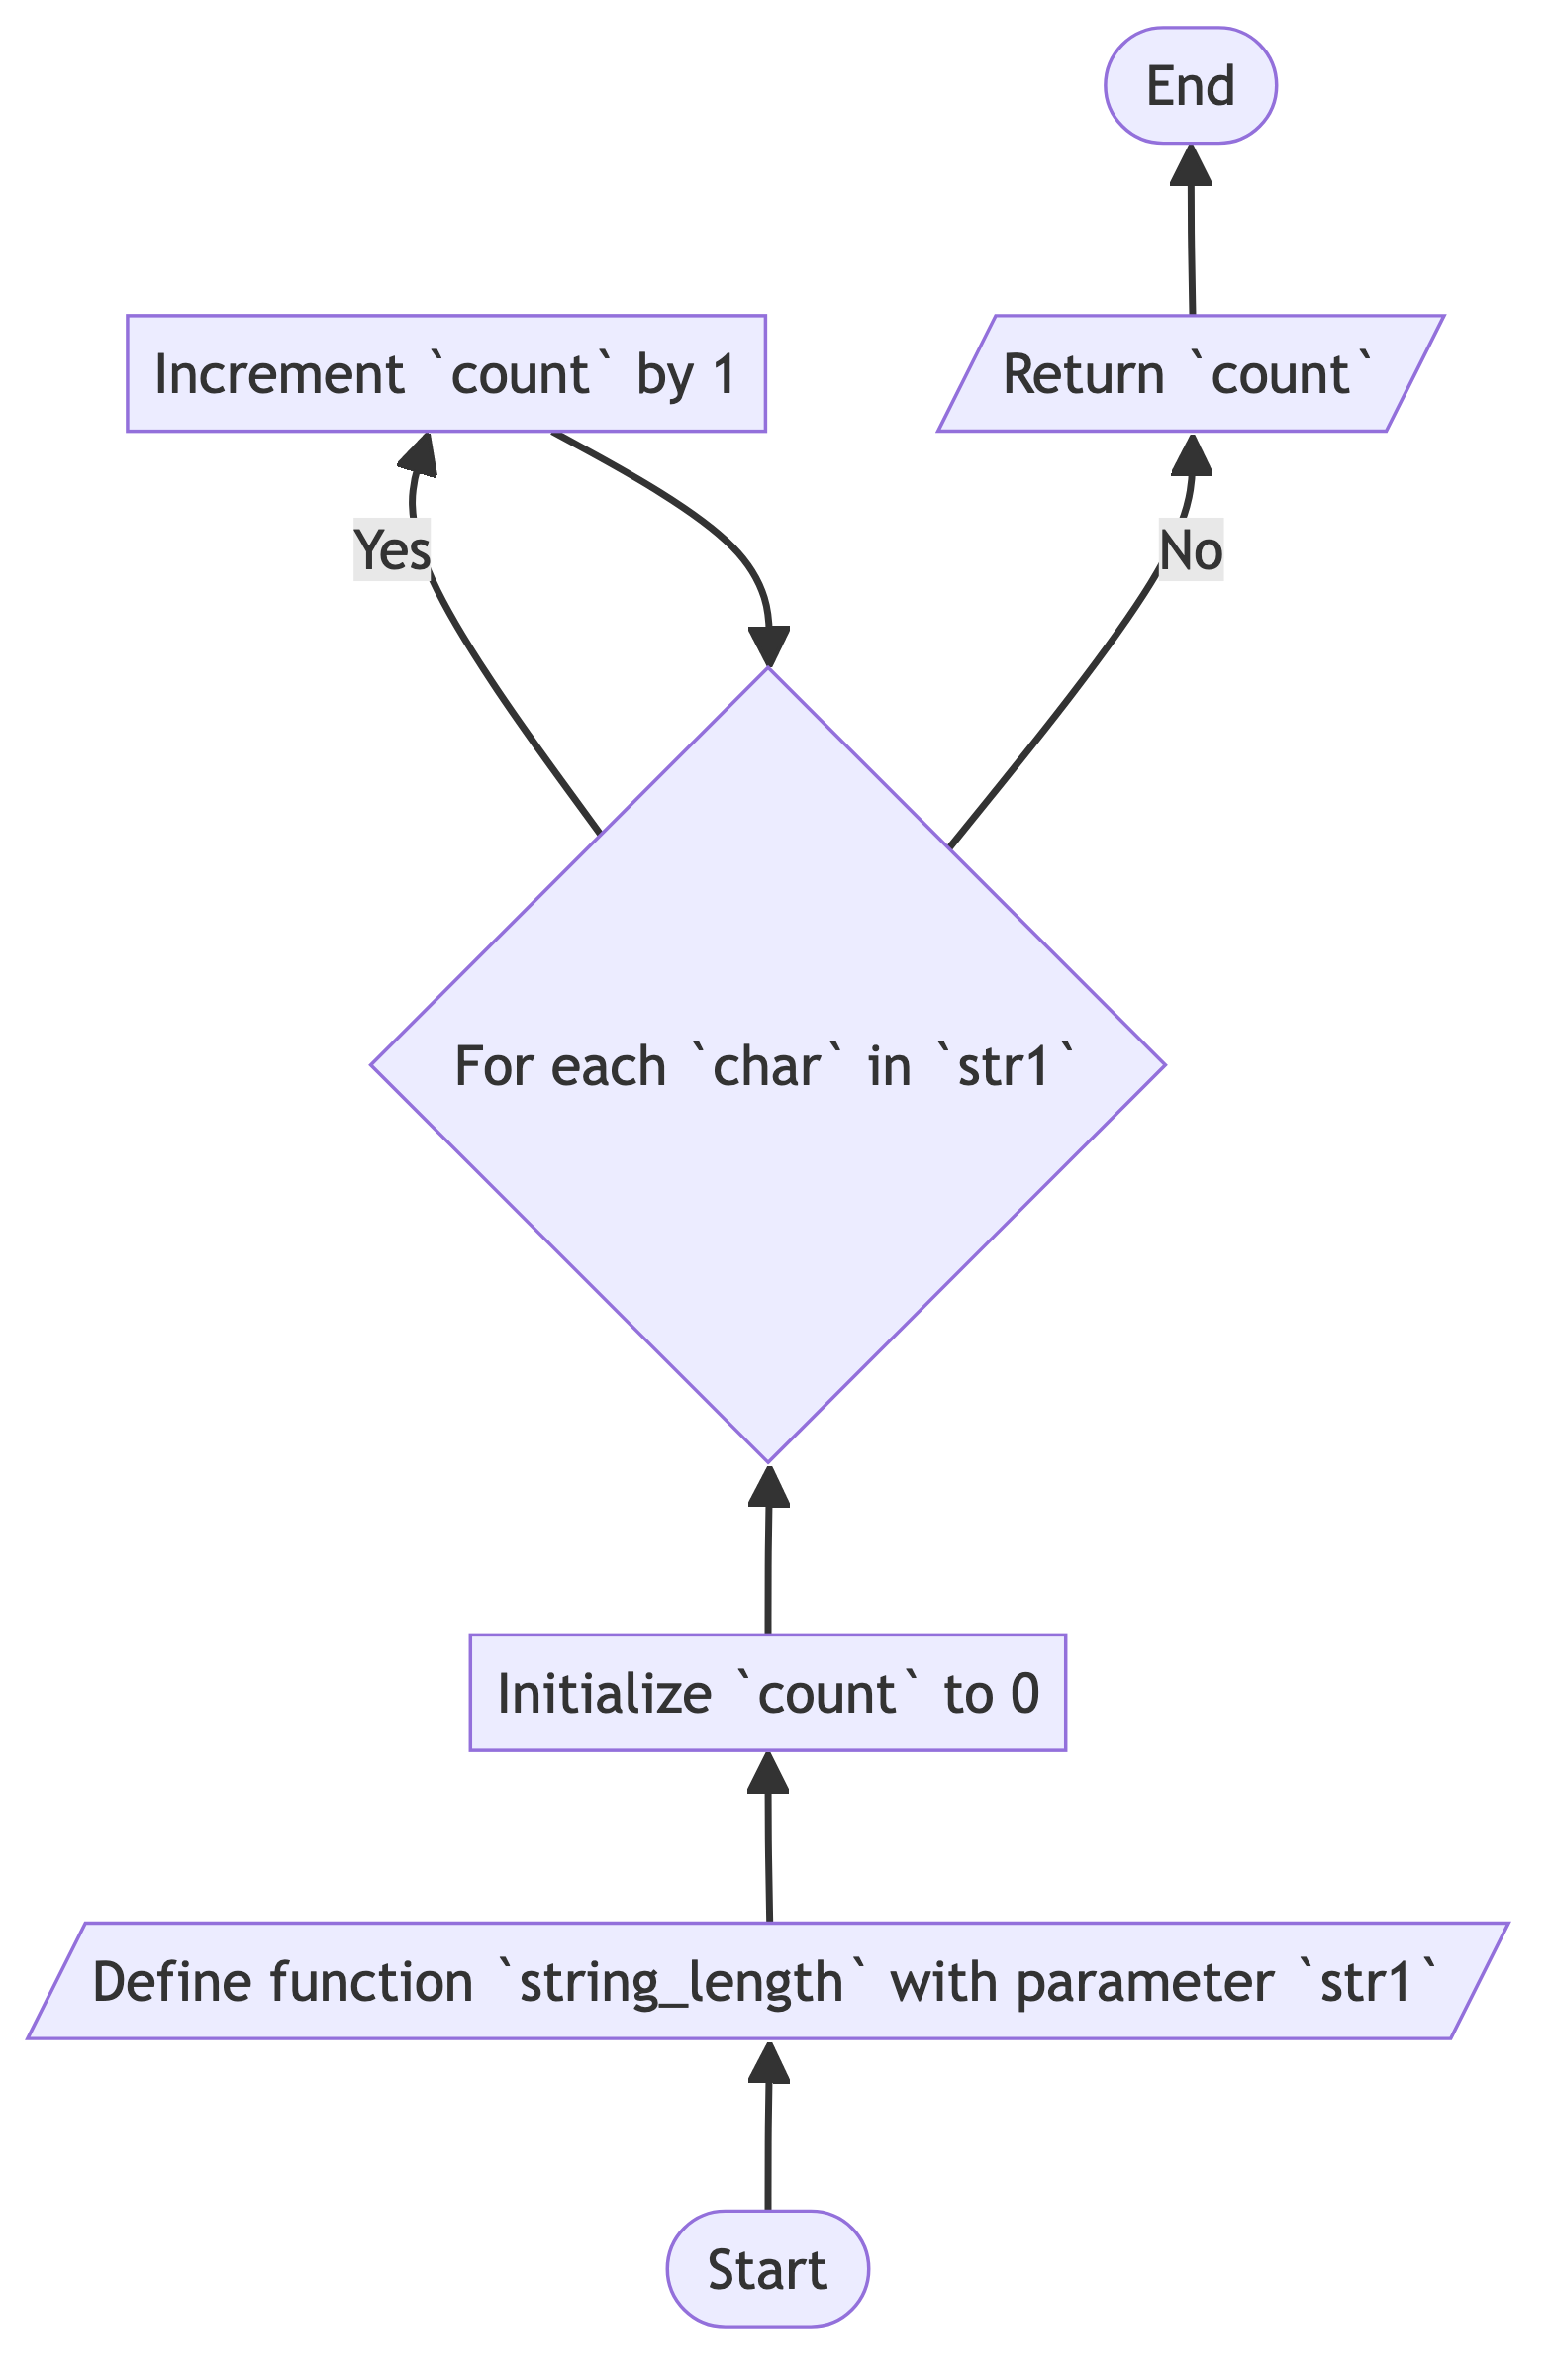 End
Increment `count` by 1
Return `count`
Yes
No
For each `char` in `str1`
Initialize `count` to 0
Define function `string_length` with parameter `str1`
Start